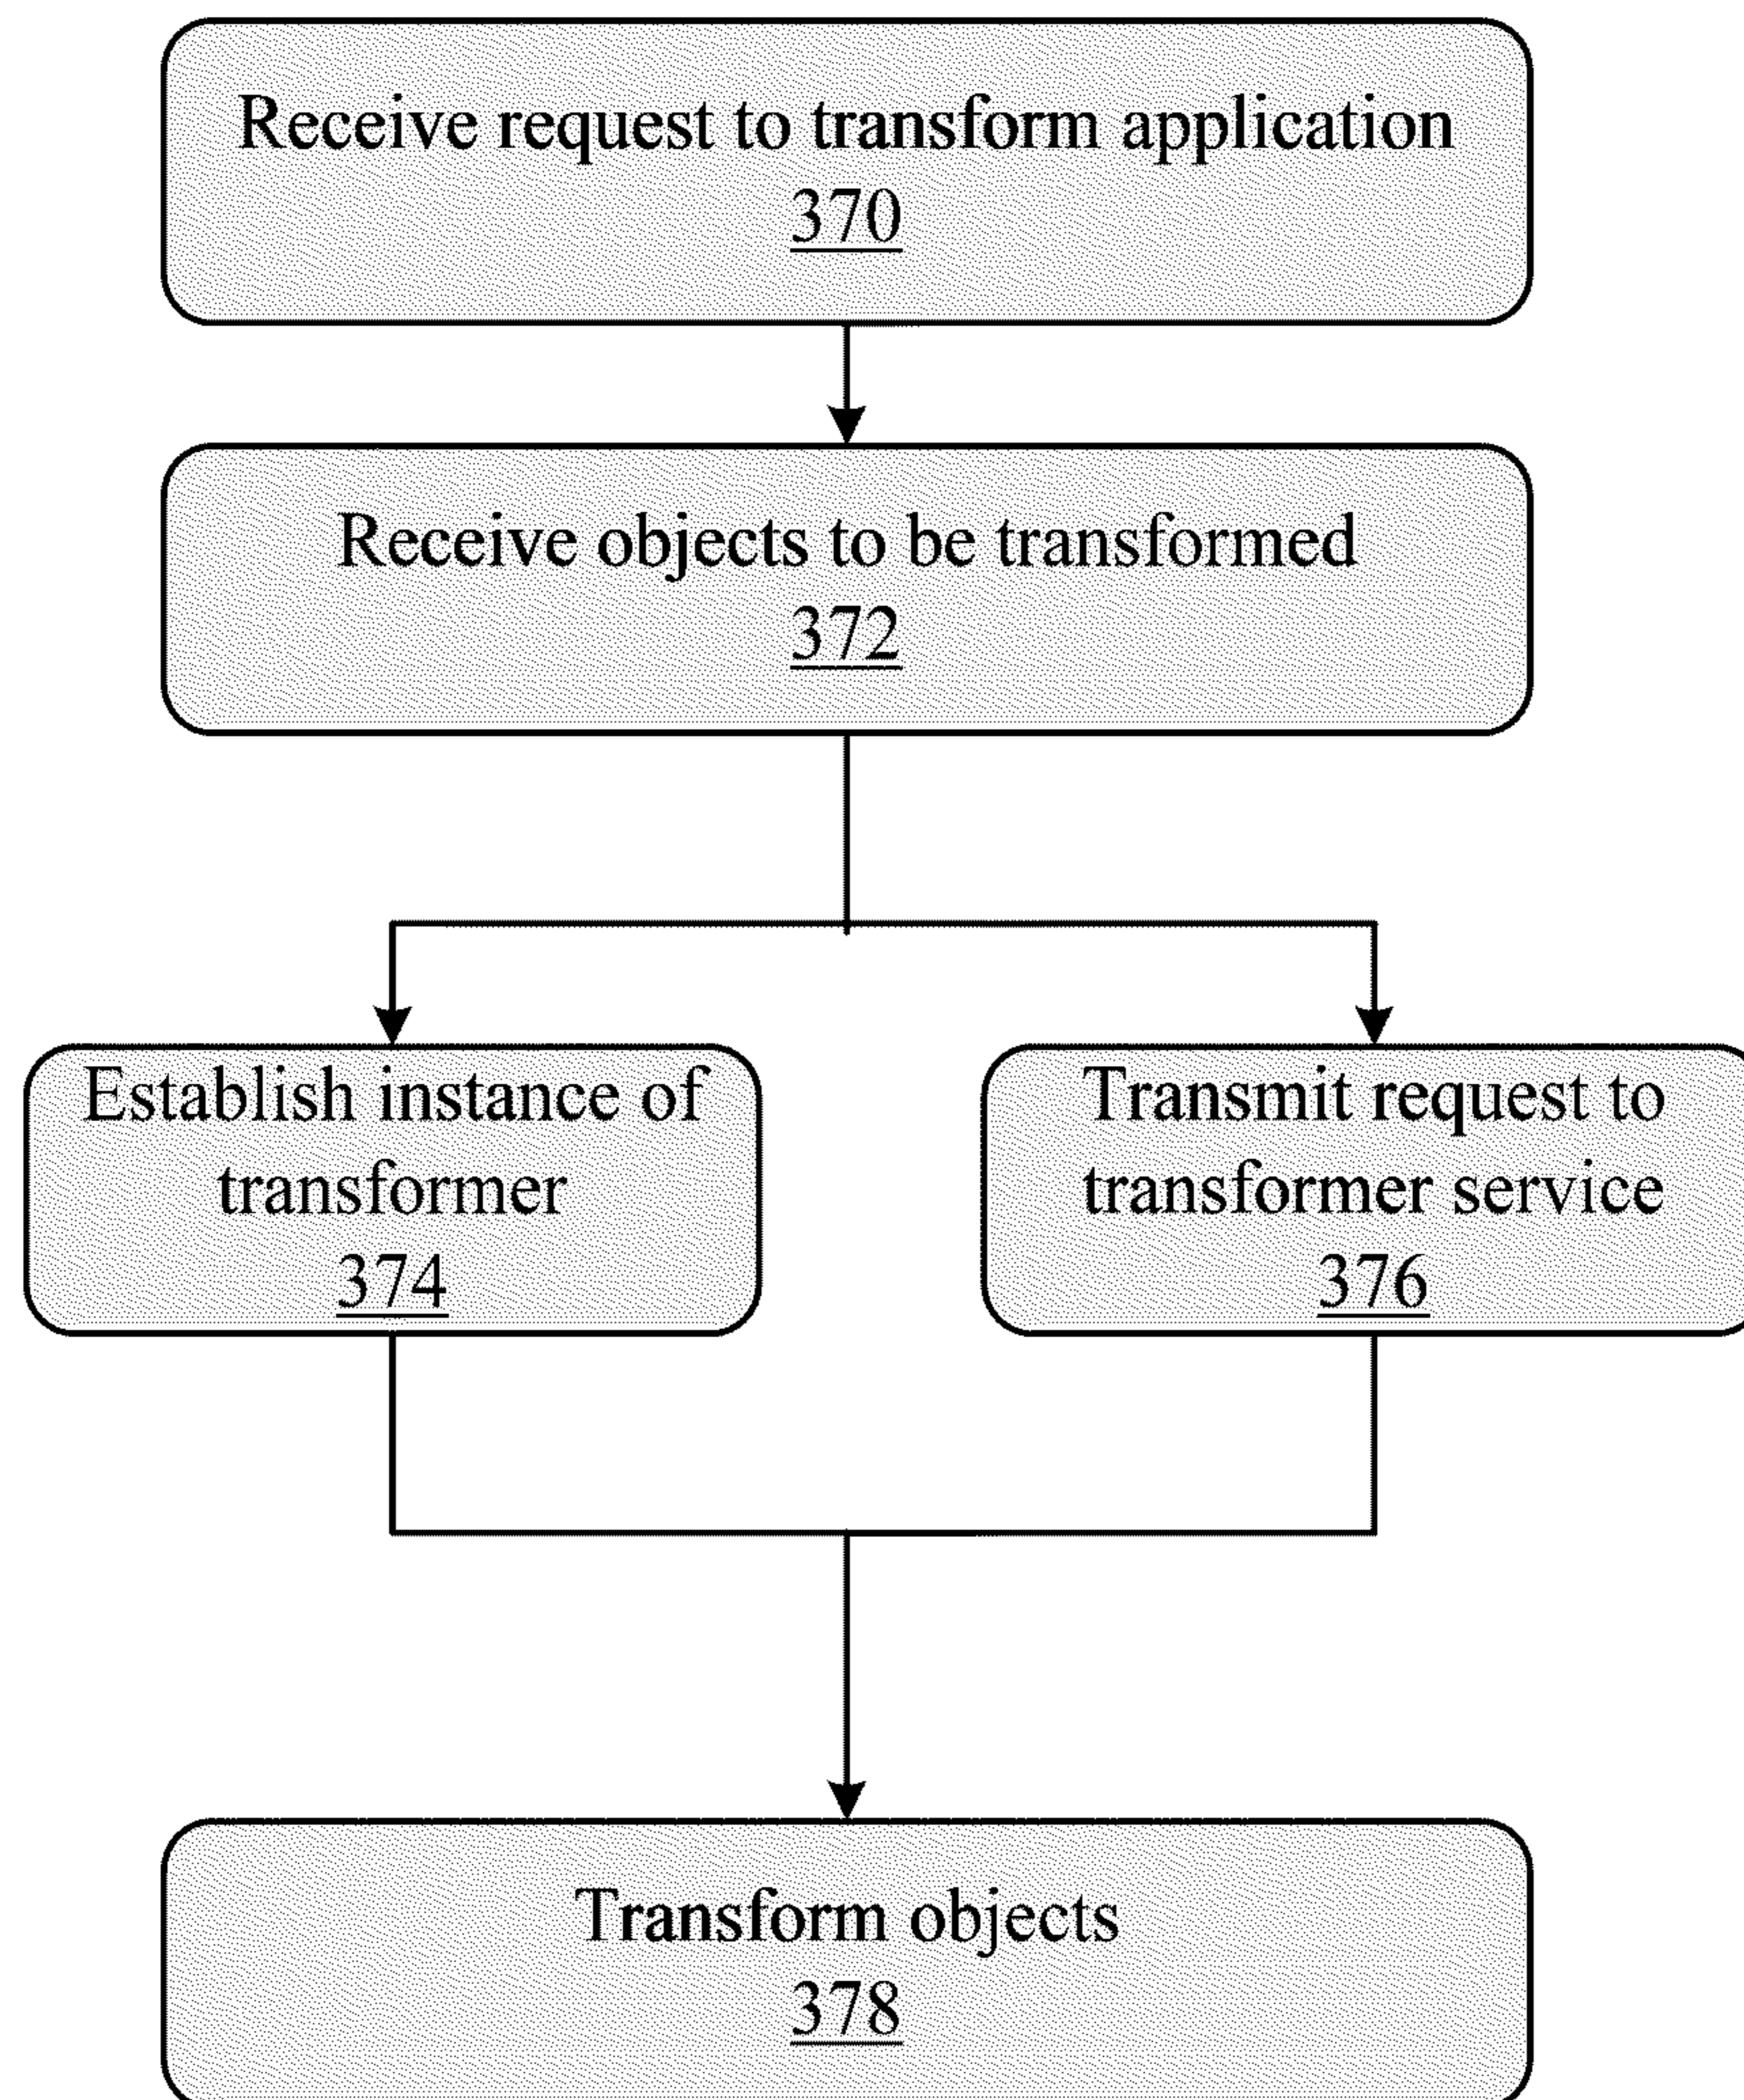 Receive request to transform application
370
Receive objects to be transformed
372
Establish instance of
transformer
374
Transmit request to
transformer service
376
Transform objects
378